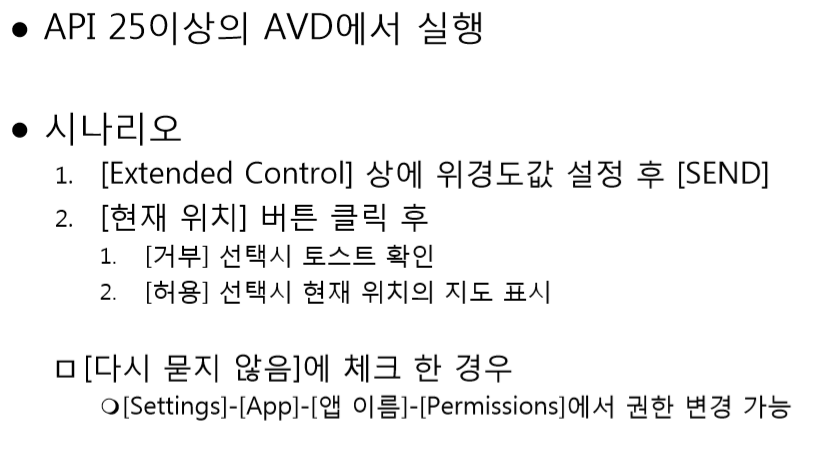 ● API 25이상의 AVD에서 실행
● 시나리오
1. [Extended Control] 상에 위경도값 설정 후 [SEND]
2. [현재 위치] 버튼 클릭 후
1. [거부] 선택시 토스트 확인
2. [허용] 선택시 현재 위치의 지도 표시
□ [다시 묻지 않음]에 체크 한 경우
○ [Settings]-[App]-[앱 이름]-[Permissions]에서 권한 변경 가능